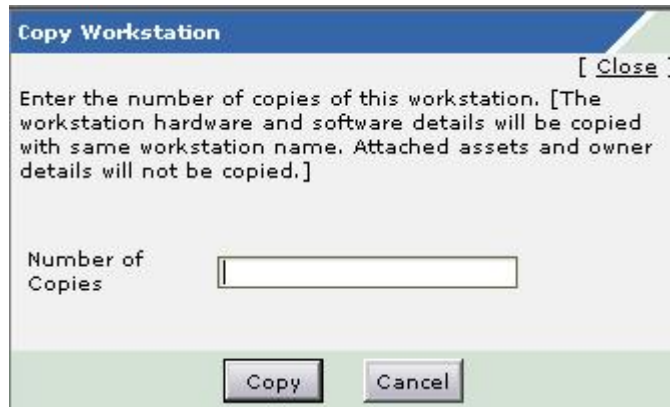 Copy Workstation
[ Close ]
Enter the number of copies of this workstation. [The
workstation hardware and software details will be copied
with same workstation name. Attached assets and owner
details will not be copied.]
Number of
Copies
Copy Cancel